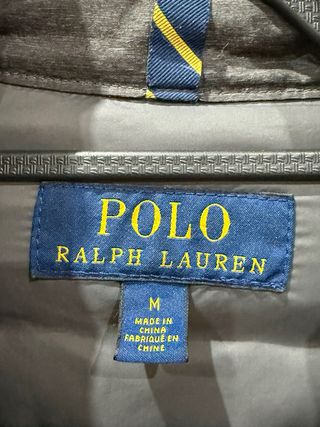 POLO
RALPH LAUREN
M
MADE IN
CHINA
FABRIQUÉ EN
CHINE